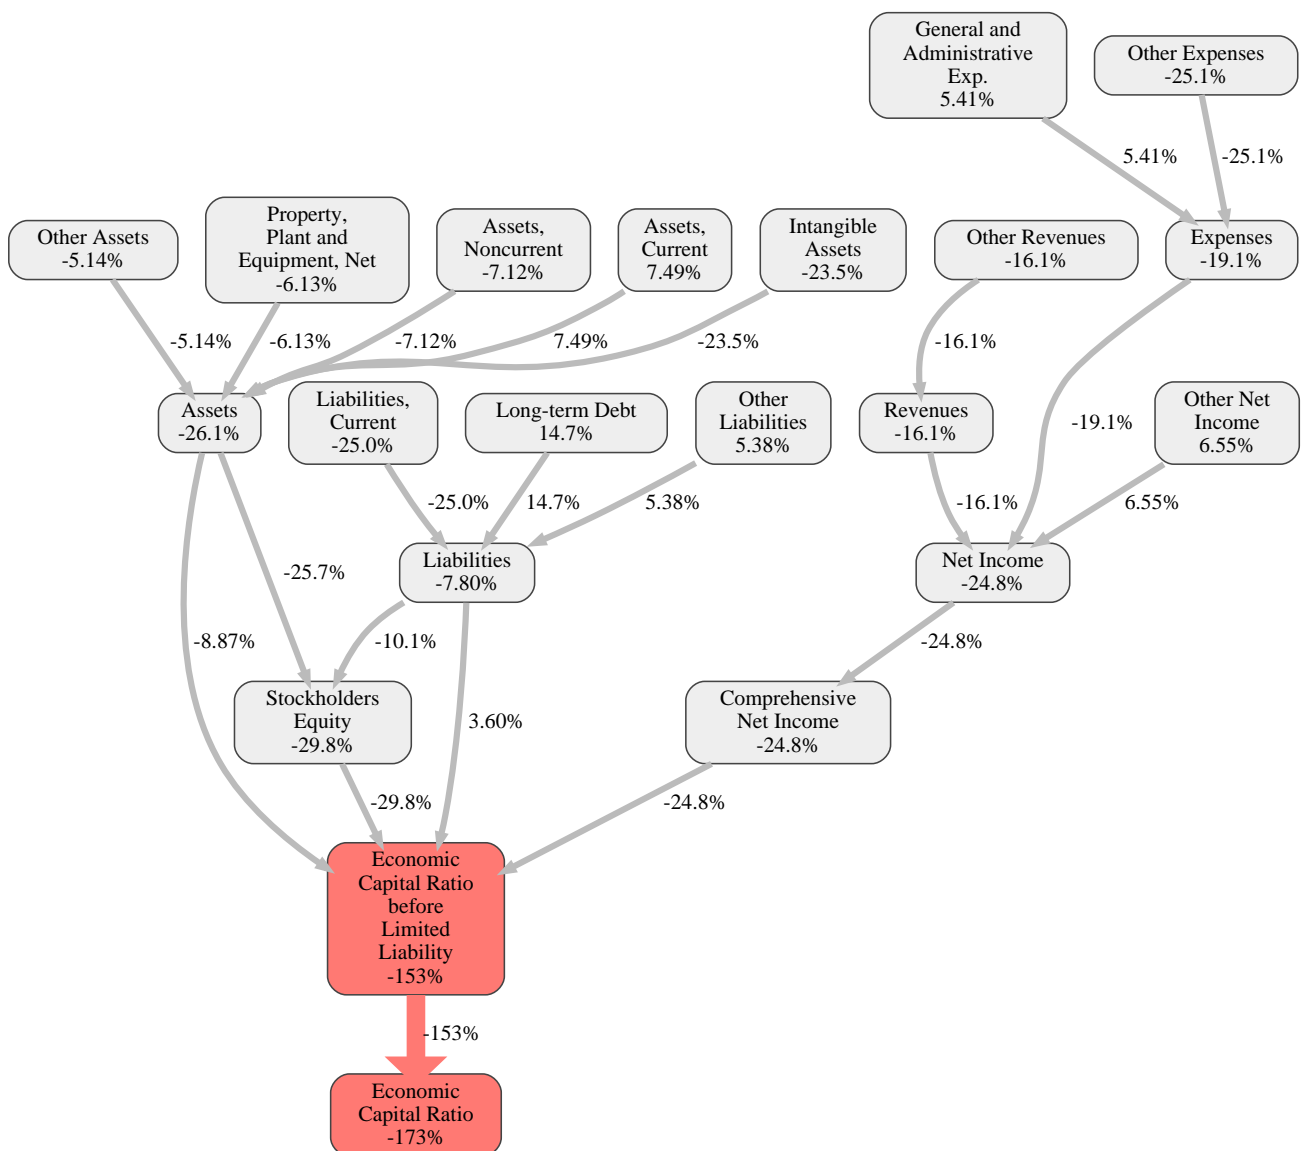 General and
Administrative
Exp.
5.41%
Other Expenses
-25.1%
5.41%
-25.1%
Other Assets
-5.14%
Property,
Plant and
Equipment, Net
-6.13%
Assets,
Noncurrent
-7.12%
Assets,
Current
7.49%
Intangible
Assets
-23.5%
Other Revenues
-16.1%
Expenses
-19.1%
-5.14%
-6.13%
-7.12%
7.49%
-23.5%
-16.1%
-19.1%
Assets
-26.1%
Liabilities,
Current
-25.0%
Long-term Debt
14.7%
Other
Liabilities
5.38%
Revenues
-16.1%
Other Net
Income
6.55%
-25.0%
14.7%
5.38%
-16.1%
6.55%
-25.7%
Liabilities
-7.80%
Net Income
-24.8%
-8.87%
-10.1%
-24.8%
Stockholders
Equity
-29.8%
3.60%
Comprehensive
Net Income
-24.8%
-29.8%
-24.8%
Economic
Capital Ratio
before
Limited
Liability
-153%
-153%
Economic
Capital Ratio
-173%